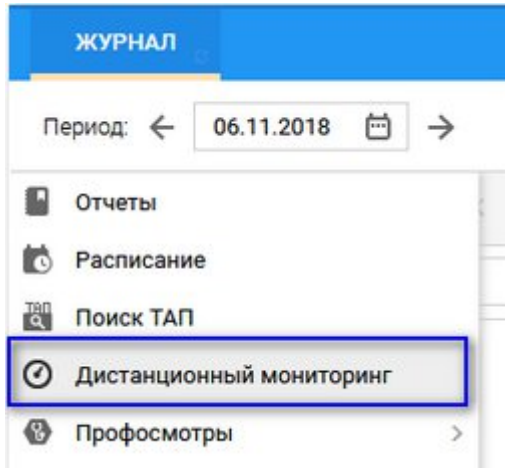 ЖУРНАЛ
Период: 06.11.2018
Отчеты
Расписание
ТАП Поиск ТАП
Дистанционный мониторинг
Профосмотры